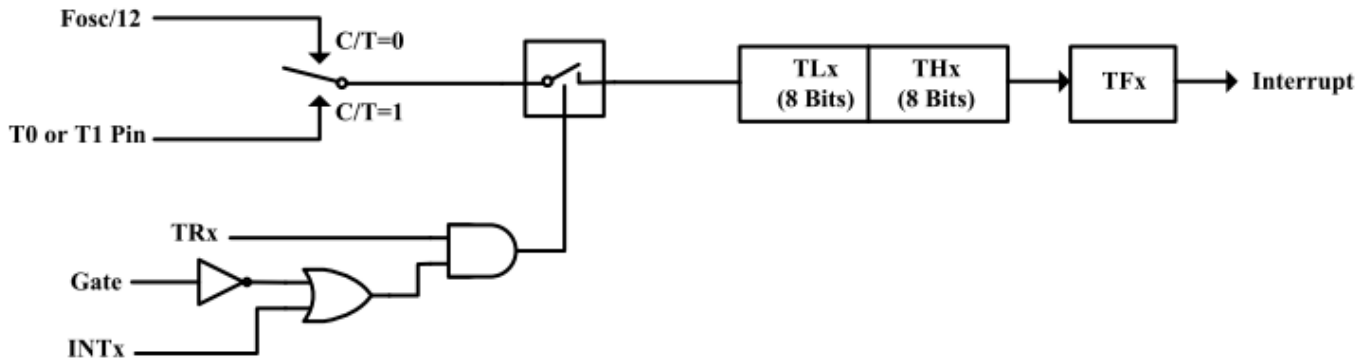 Fosc/12
C/T=0
C/T=1
T0 or T1 Pin
TLx
(8 Bits)
THx
(8 Bits)
TFx
Interrupt
TRx
Gate
INTx